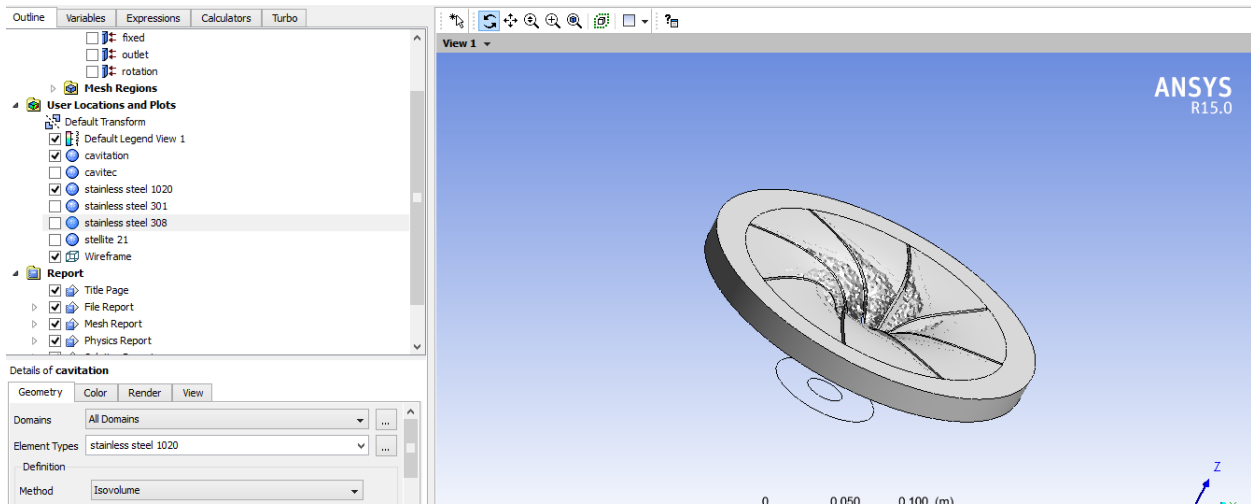 Outline Variables Expressions Calculators Turbo
fixed
outlet
rotation
Mesh Regions
User Locations and Plots
Default Transform
Default Legend View 1
cavitation
cavitec
stainless steel 1020
stainless steel 301
stainless steel 308
stellite 21
Wireframe
Report
Title Page
File Report
Mesh Report
Physics Report
Details of cavitation
Geometry Color Render View
Domains All Domains ...
Element Types stainless steel 1020 ...
Definition
Method Isovolume
View 1
ANSYS
R15.0
Z
0 0.050 0.100 (m)